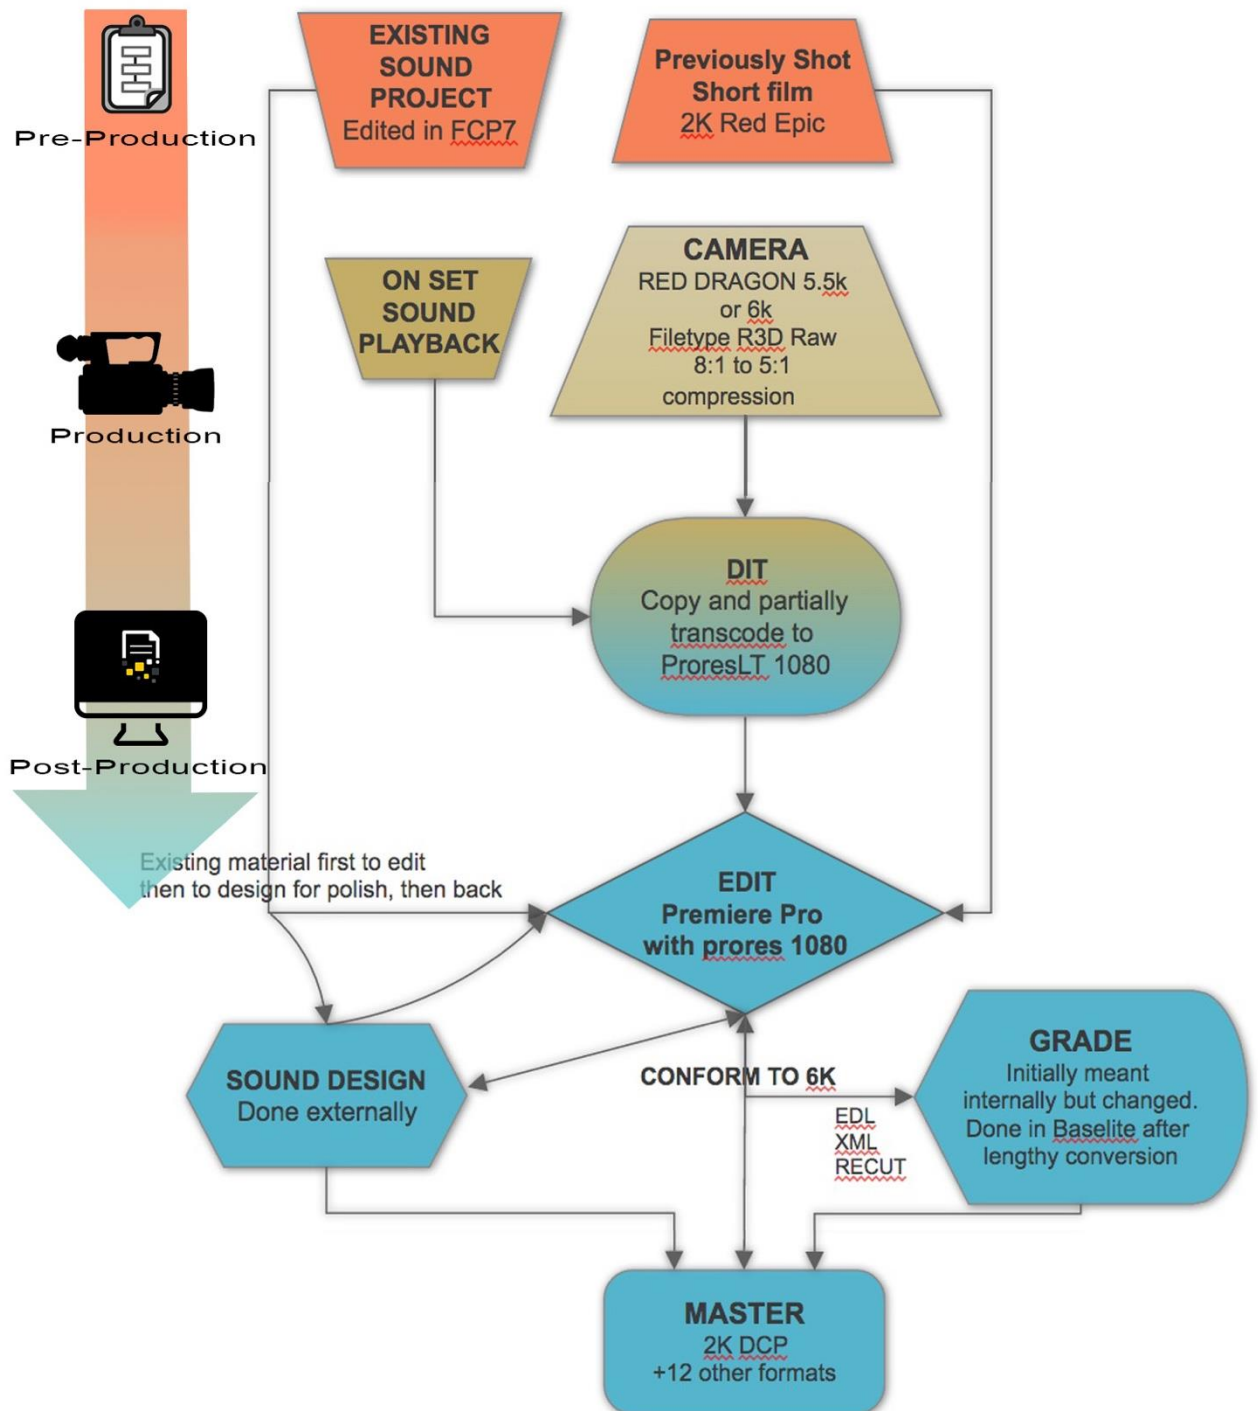 EXISTING
SOUND
PROJECT
Edited in FCP7
Previously Shot
Short film
2K Red Epic
Pre-Production
CAMERA
RED DRAGON 5.5k
or 6k
Filetype R3D Raw
8:1 to 5:1
compression
ON SET
SOUND
PLAYBACK
Production
DIT
Copy and partially
transcode to
ProresLT 1080
Post-Production
Existing material first to edit
then to design for polish, then back
EDIT
Premiere Pro
with prores 1080
SOUND DESIGN
Done externally
CONFORM TO 6K
EDL
XML
RECUT
GRADE
Initially meant
internally but changed.
Done in Baselite after
lengthy conversion
MASTER
2K DCP
+12 other formats